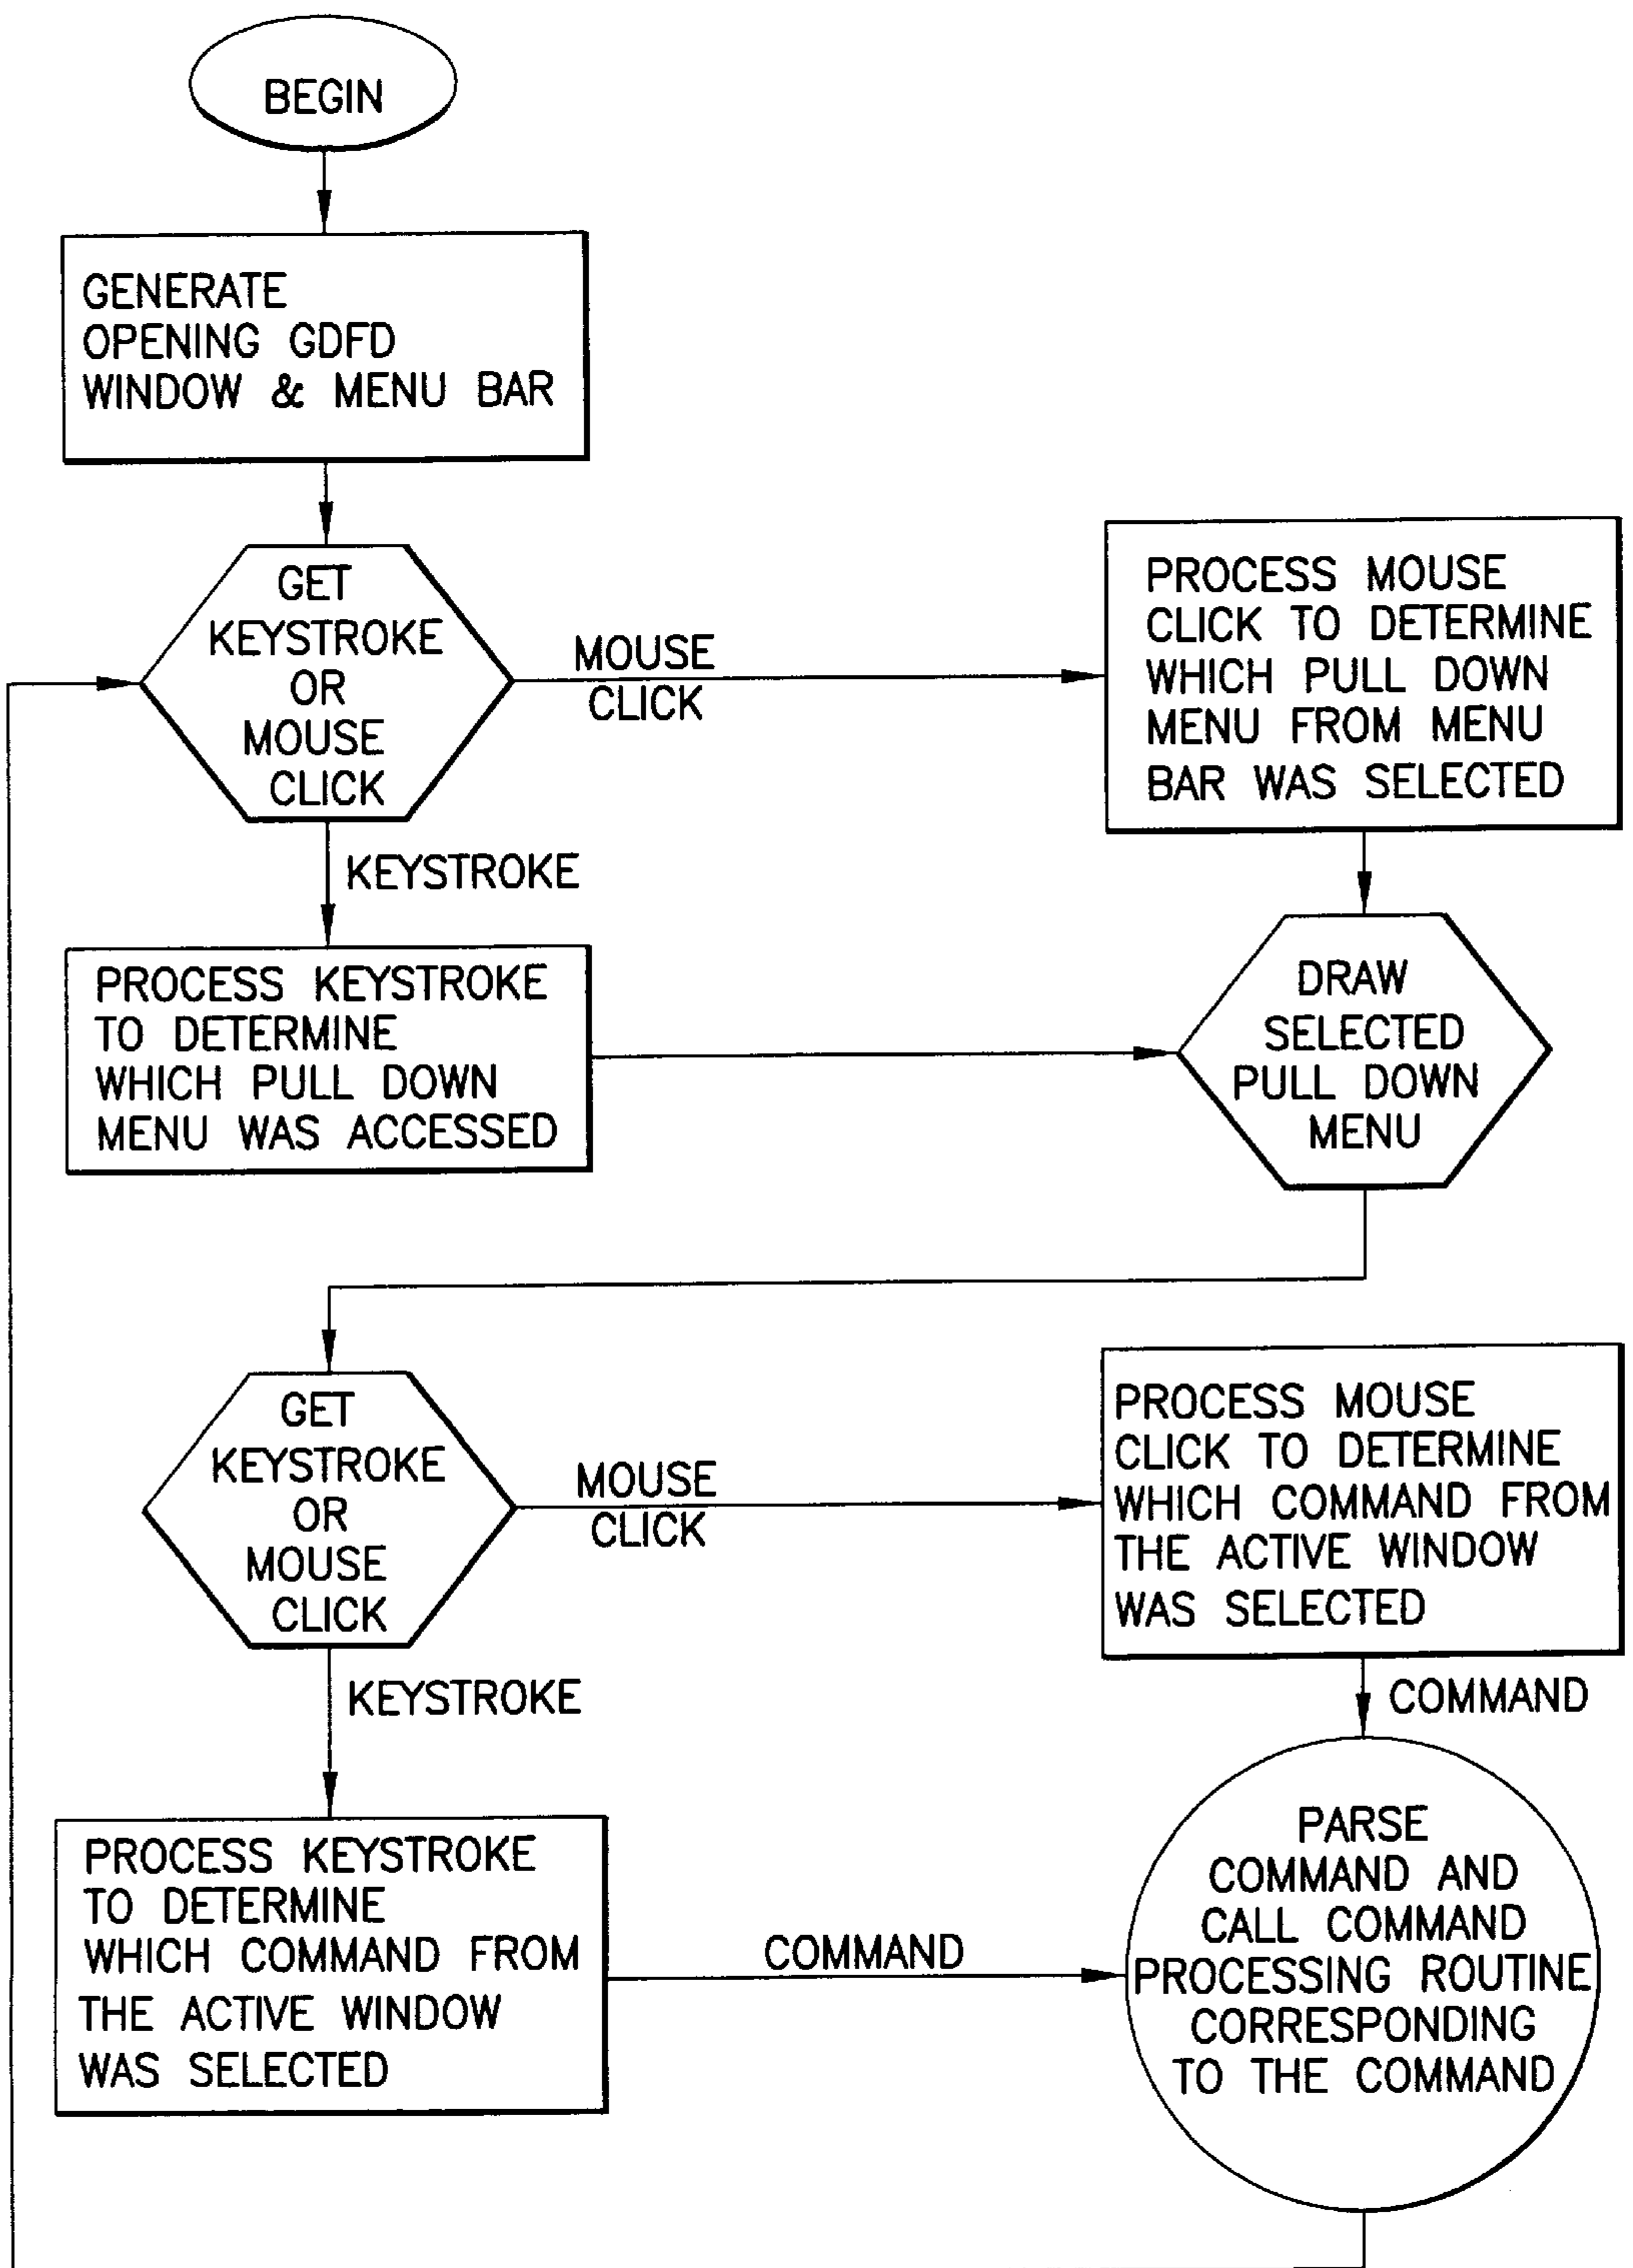 BEGIN
GENERATE
OPENING GDFD
WINDOW & MENU BAR
GET
KEYSTROKE
OR
MOUSE
CLICK
MOUSE
CLICK
PROCESS MOUSE
CLICK TO DETERMINE
WHICH PULL DOWN
MENU FROM MENU
BAR WAS SELECTED
KEYSTROKE
PROCESS KEYSTROKE
TO DETERMINE
WHICH PULL DOWN
MENU WAS ACCESSED
DRAW
SELECTED
PULL DOWN
MENU
GET
KEYSTROKE
OR
MOUSE
CLICK
MOUSE
CLICK
PROCESS MOUSE
CLICK TO DETERMINE
WHICH COMMAND FROM
THE ACTIVE WINDOW
WAS SELECTED
KEYSTROKE
COMMAND
PROCESS KEYSTROKE
TO DETERMINE
WHICH COMMAND FROM
THE ACTIVE WINDOW
WAS SELECTED
COMMAND
PARSE
COMMAND AND
CALL COMMAND
PROCESSING ROUTINE
CORRESPONDING
TO THE COMMAND